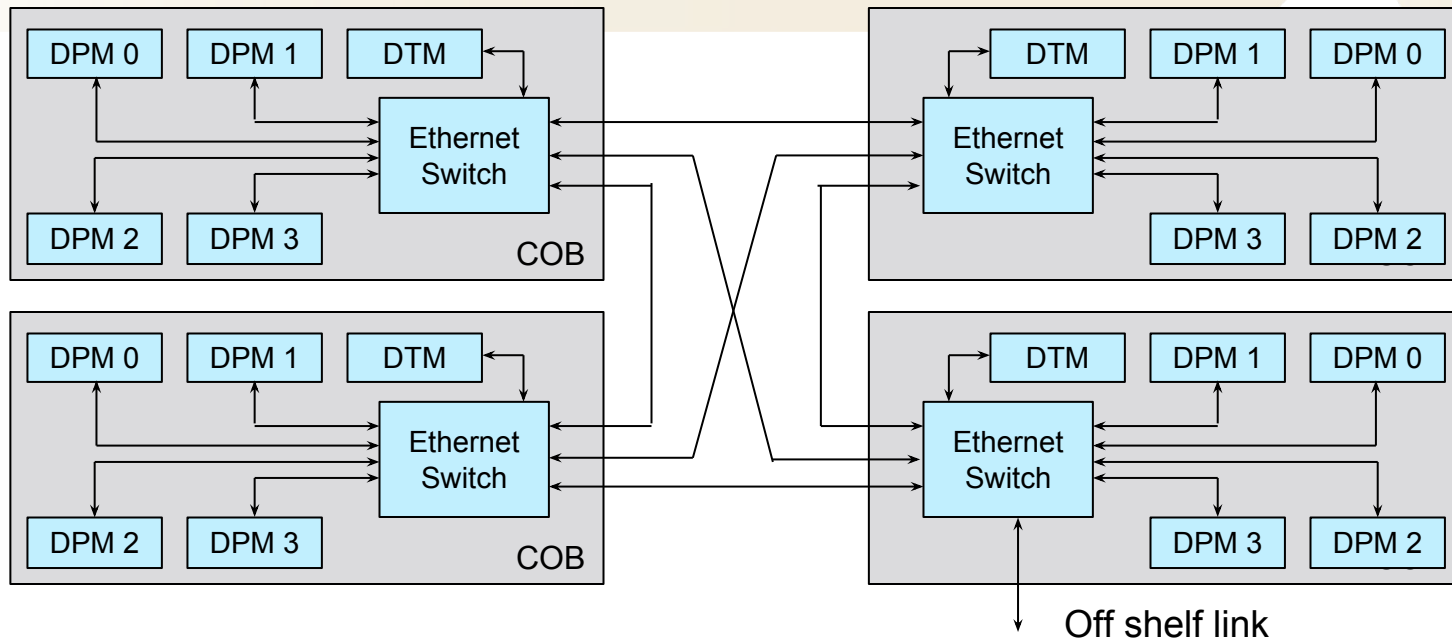 DPM 0 DPM 1 DTM
Ethernet
Switch
DPM 2 DPM 3
COB
DTM DPM 1 DPM 0
Ethernet
Switch
DPM 3 DPM 2
DPM 0 DPM 1 DTM
Ethernet
Switch
DPM 2 DPM 3
COB
DTM DPM 1 DPM 0
Ethernet
Switch
DPM 3 DPM 2
Off shelf link